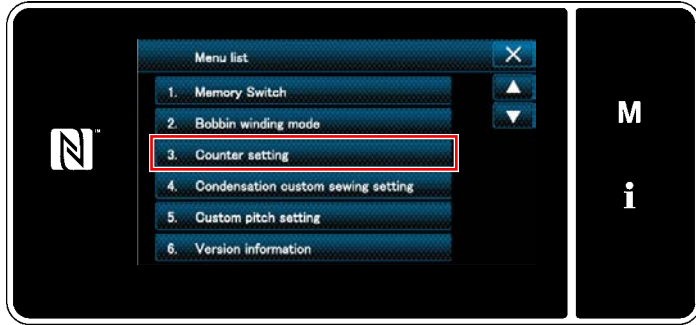 Menu list
1. Memory Switch
2. Bobbin winding mode
3. Counter setting
4. Condensation custom sewing setting
5. Custom pitch setting
6. Version information
M
i